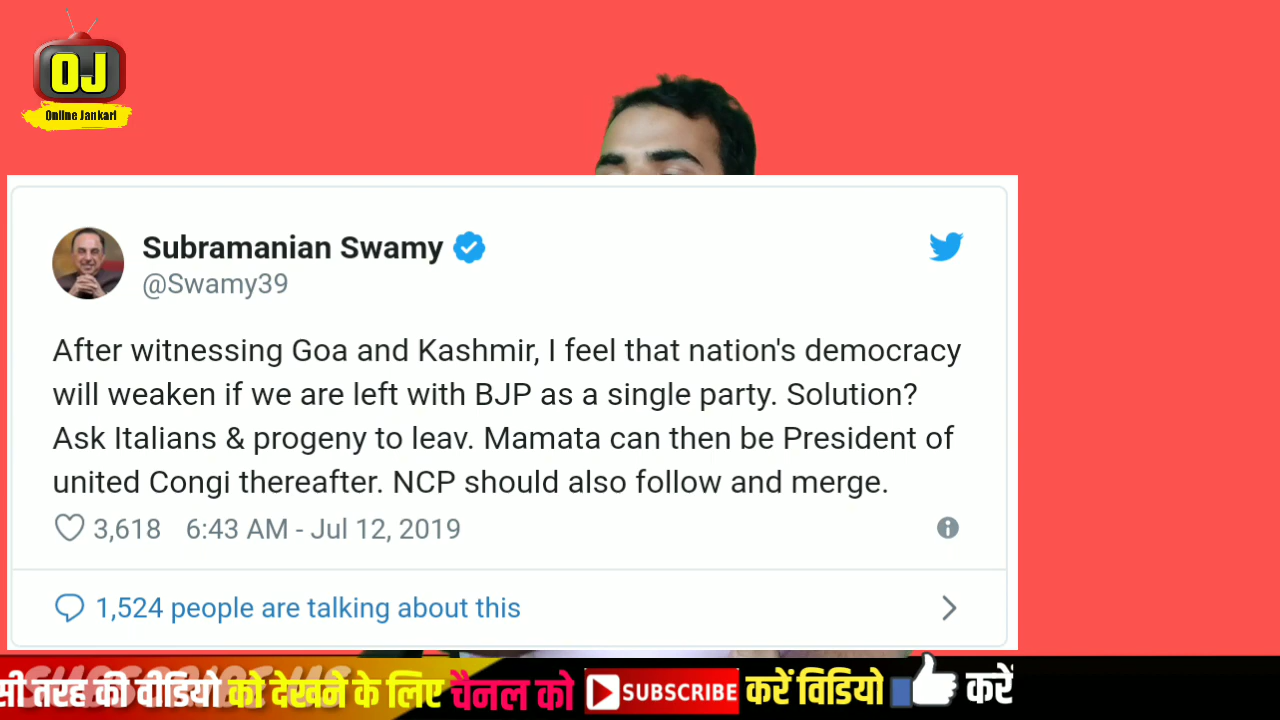 OJ
Online Jankari
Subramanian Swamy
@Swamy39
After witnessing Goa and Kashmir, I feel that nation's democracy
will weaken if we are left with BJP as a single party. Solution?
Ask Italians & progeny to leav. Mamata can then be President of
united Congi thereafter. NCP should also follow and merge.
3,618 6:43 AM - Jul 12, 2019
1,524 people are talking about this
सी तरह की वीडियो को देखने के लिए चैनल को SUBSCRIBE करें विडियो करें